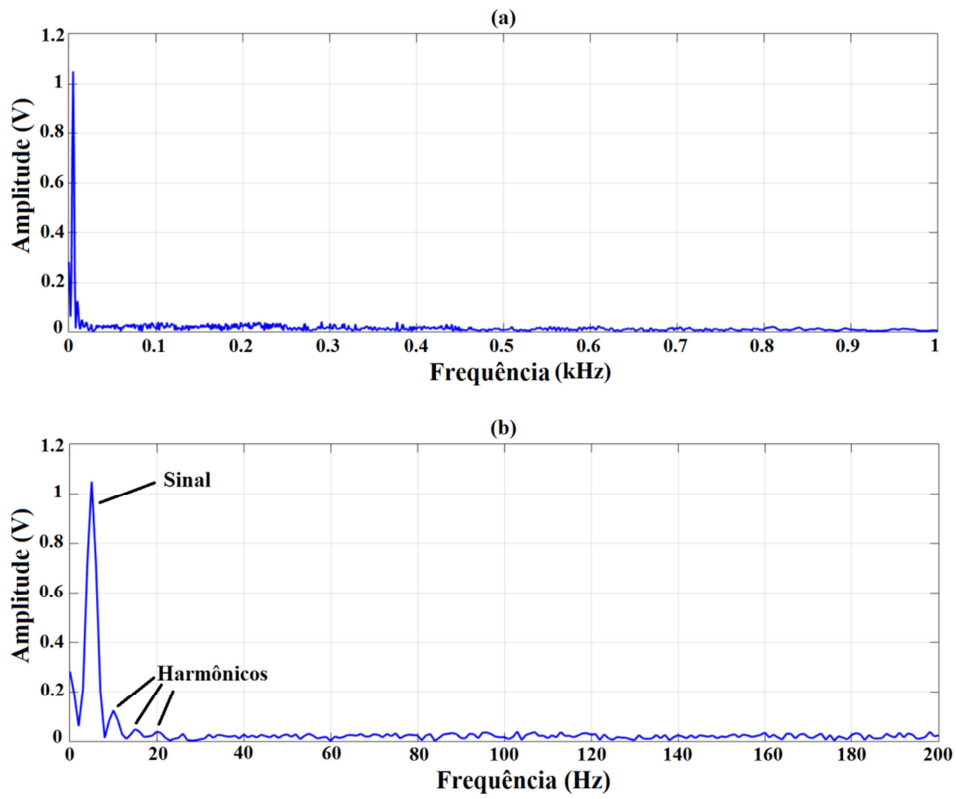 (a)
1.2
1
0.8
0.6
0.4
0.2
0
Amplitude (V)
0 0.1 0.2 0.3 0.4 0.5 0.6 0.7 0.8 0.9 1
Frequência (kHz)
(b)
1.2
1
0.8
0.6
0.4
0.2
0
Amplitude (V)
Sinal
Harmônicos
0 20 40 60 80 100 120 140 160 180 200
Frequência (Hz)